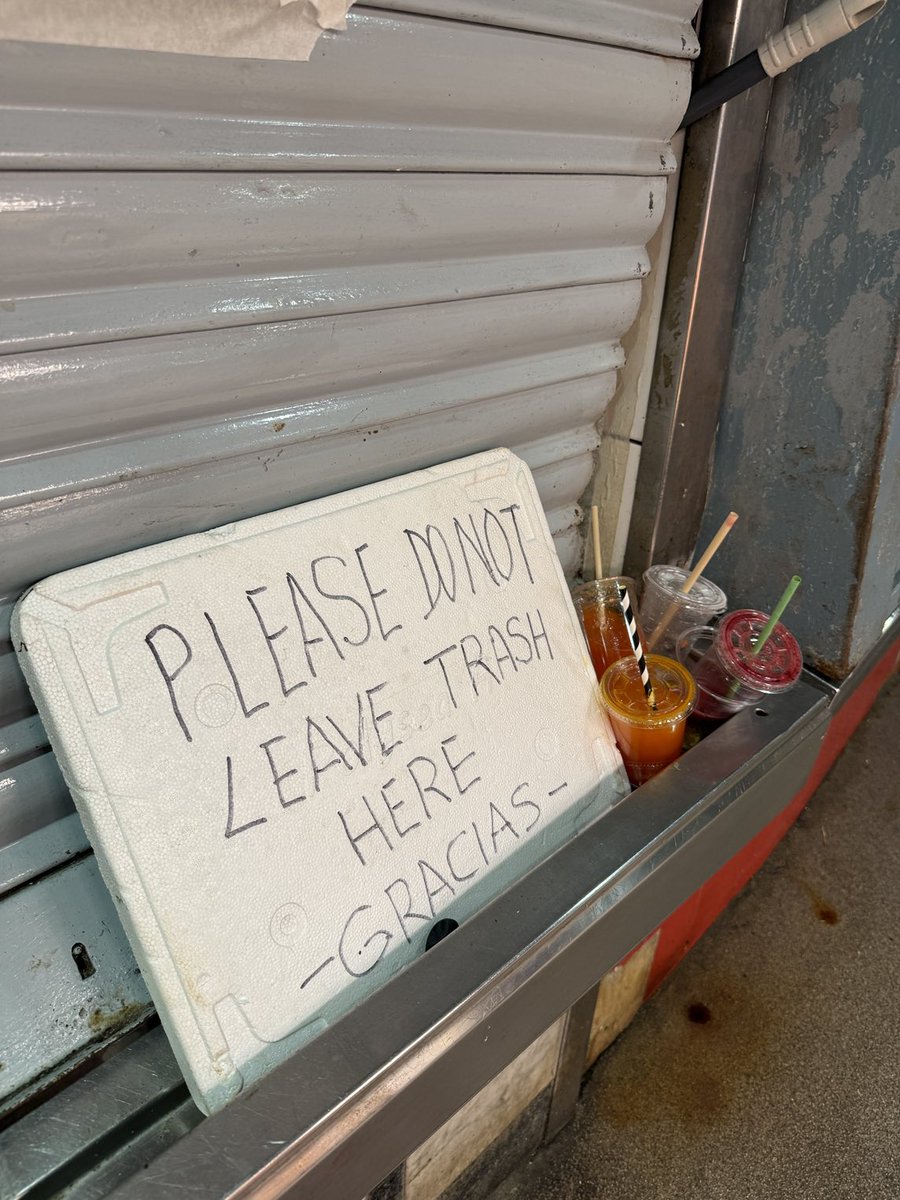 PLEASE DO NOT
LEAVE TRASH
HERE
-GRACIAS-